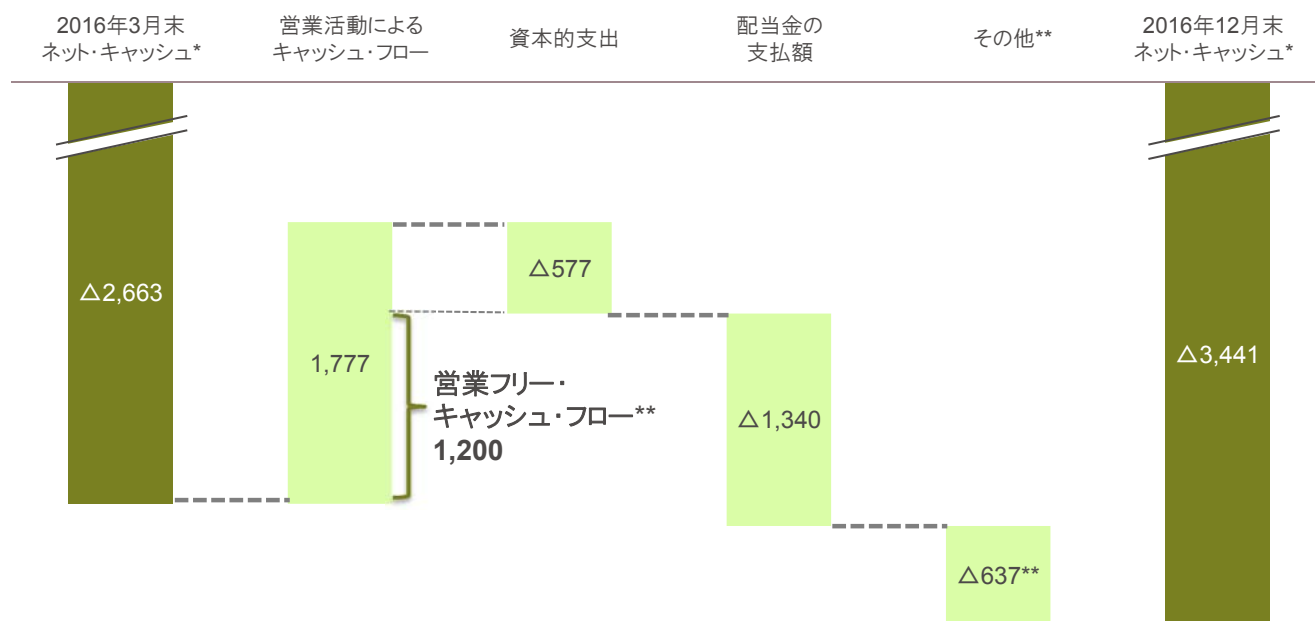 2016年3月末
ネット・キャッシュ*
営業活動による
キャッシュ・フロー
資本的支出
配当金の
支払額
その他**
2016年12月末
ネット・キャッシュ*
△2,663
1,777
△577
営業フリー・
キャッシュ・フロー**
1,200
△1,340
△637**
△3,441